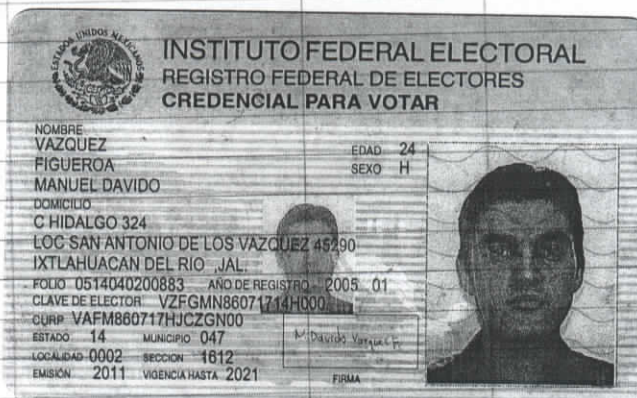 ESTADOS UNIDOS MEXICANOS
INSTITUTO FEDERAL ELECTORAL
REGISTRO FEDERAL DE ELECTORES
CREDENCIAL PARA VOTAR
NOMBRE
VAZQUEZ
FIGUEROA
MANUEL DAVIDO
EDAD 24
SEXO H
DOMICILIO
C HIDALGO 324
LOC SAN ANTONIO DE LOS VAZQUEZ 45290
IXTLAHUACAN DEL RIO ,JAL.
FOLIO 0514040200883 AÑO DE REGISTRO 2005 01
CLAVE DE ELECTOR VZFGMN86071714H000
CURP VAFM860717HJCZGN00
ESTADO 14 MUNICIPIO 047
LOCALIDAD 0002 SECCION 1612
EMISIÓN 2011 VIGENCIA HASTA 2021
M Davido Vazquez F.
FIRMA